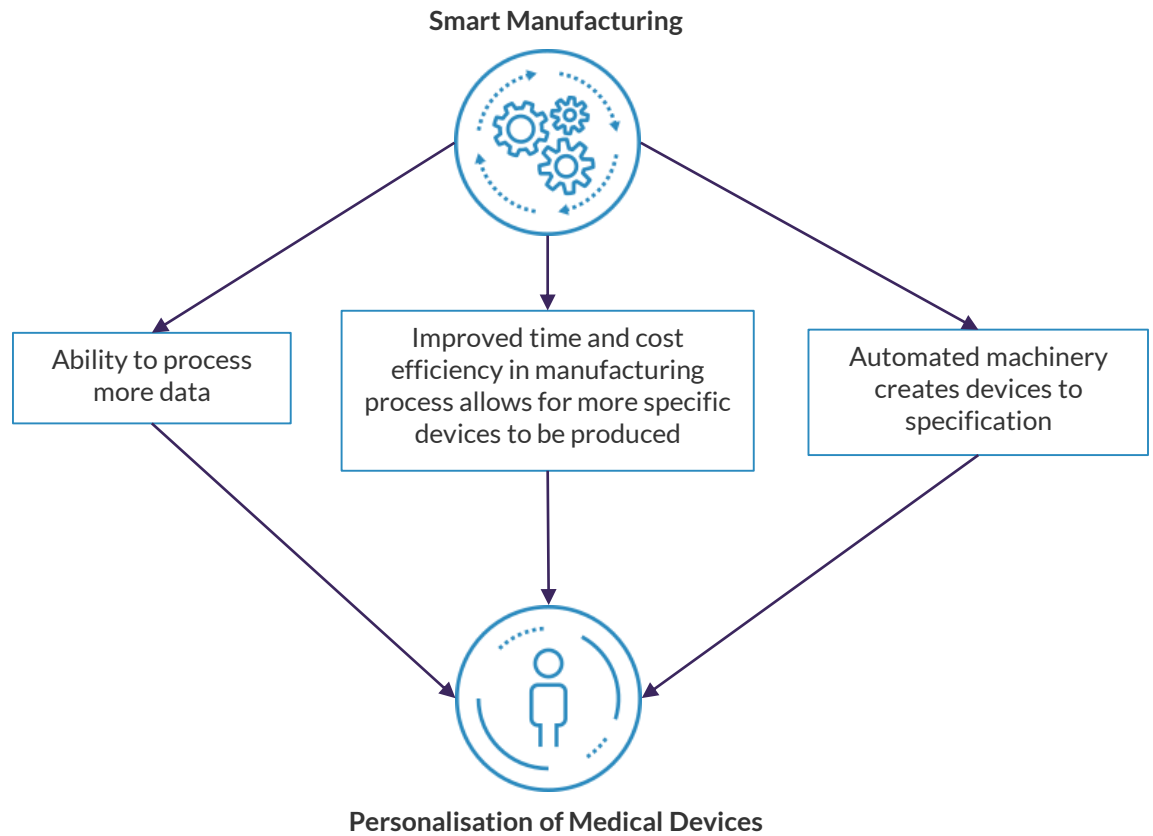 Smart Manufacturing
Ability to process
more data
Improved time and cost
efficiency in manufacturing
process allows for more specific
devices to be produced
Automated machinery
creates devices to
specification
Personalisation of Medical Devices